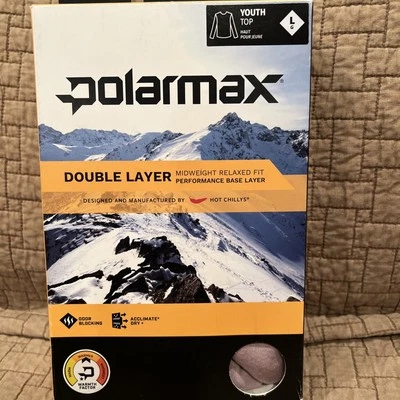 YOUTH
TOP
HAUT
POUR JEUNE
L
G
polarmax
DOUBLE LAYER MIDWEIGHT RELAXED FIT
PERFORMANCE BASE LAYER
DESIGNED AND MANUFACTURED BY HOT CHILLYS®
ODOR
BLOCKING
ACCLIMATE®
DRY +
WARMER
WARMTH
FACTOR